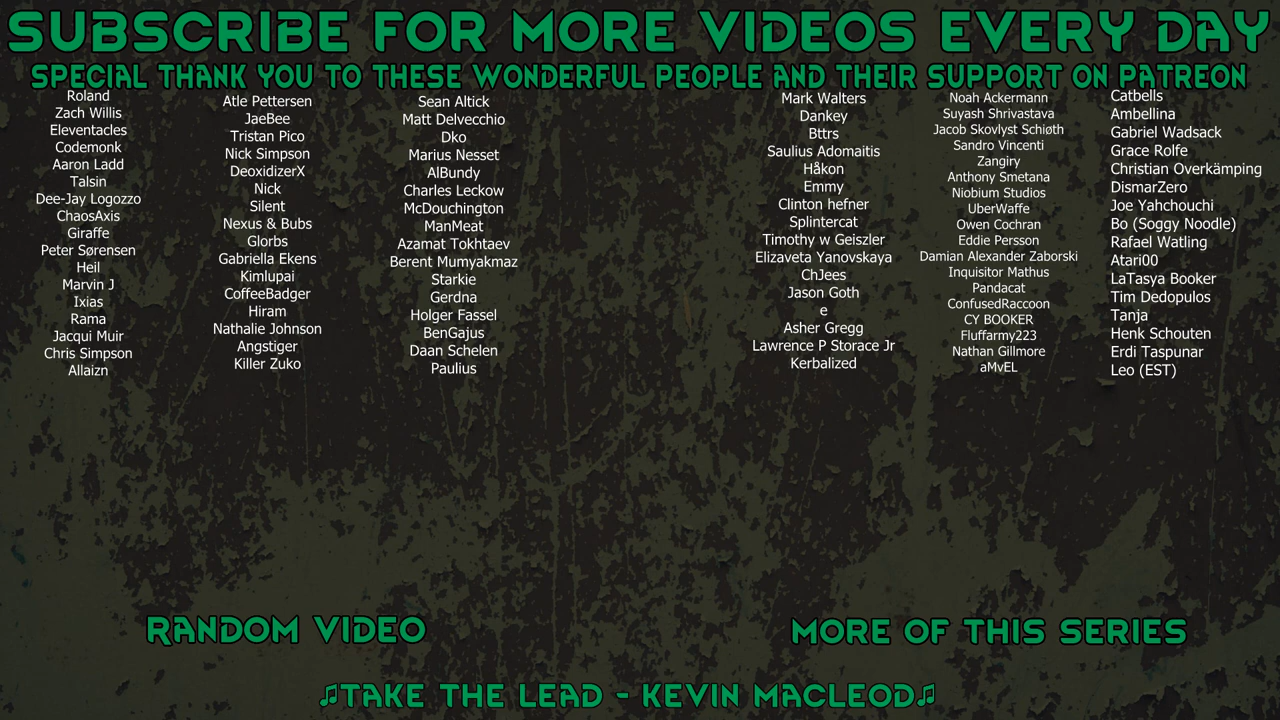 SUBSCRIBE FOR MORE VIDEOS EVERY DAY
SPECIAL THANK YOU TO THESE WONDERFUL PEOPLE AND THEIR SUPPORT ON PATREON
Roland
Zach Willis
Eleventacles
Codemonk
Aaron Ladd
Talsin
Dee-Jay Logozzo
ChaosAxis
Giraffe
Peter Sørensen
Heil
Marvin J
Ixias
Rama
Jacqui Muir
Chris Simpson
Allaizn
Atle Pettersen
JaeBee
Tristan Pico
Nick Simpson
DeoxidizerX
Nick
Silent
Nexus & Bubs
Glorbs
Gabriella Ekens
Kimlupai
CoffeeBadger
Hiram
Nathalie Johnson
Angstiger
Killer Zuko
Sean Altick
Matt Delvecchio
Dko
Marius Nesset
AlBundy
Charles Leckow
McDouchington
ManMeat
Azamat Tokhtaev
Berent Mumyakmaz
Starkie
Gerdna
Holger Fassel
BenGajus
Daan Schelen
Paulius
Mark Walters
Dankey
Bttrs
Saulius Adomaitis
Håkon
Emmy
Clinton hefner
Splintercat
Timothy w Geiszler
Elizaveta Yanovskaya
ChJees
Jason Goth
e
Asher Gregg
Lawrence P Storace Jr
Kerbalized
Noah Ackermann
Suyash Shrivastava
Jacob Skovlyst Schiøth
Sandro Vincenti
Zangiry
Anthony Smetana
Niobium Studios
UberWaffe
Owen Cochran
Eddie Persson
Damian Alexander Zaborski
Inquisitor Mathus
Pandacat
ConfusedRaccoon
CY BOOKER
Fluffarmy223
Nathan Gillmore
aMvEL
Catbells
Ambellina
Gabriel Wadsack
Grace Rolfe
Christian Overkämping
DismarZero
Joe Yahchouchi
Bo (Soggy Noodle)
Rafael Watling
Atari00
LaTasya Booker
Tim Dedopulos
Tanja
Henk Schouten
Erdi Taspunar
Leo (EST)
RANDOM VIDEO
MORE OF THIS SERIES
♫TAKE THE LEAD - KEVIN MACLEOD♫